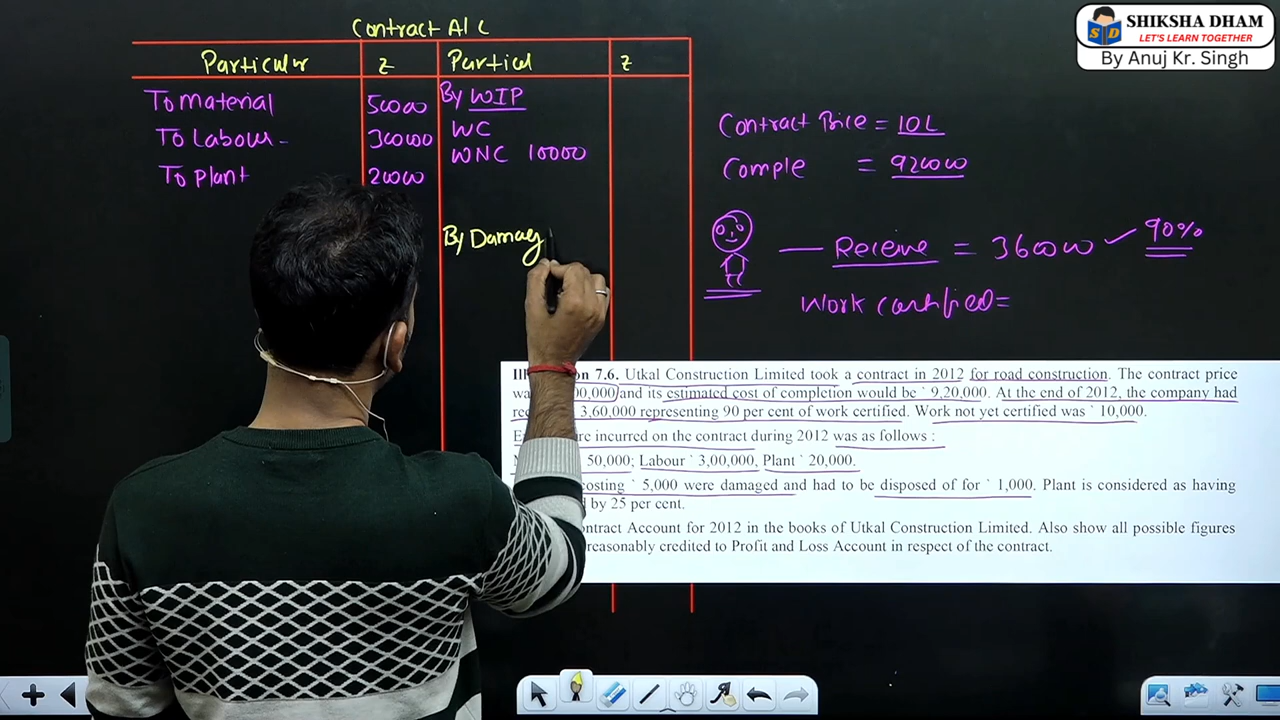 Contract A/C
Particular ₹ Particul ₹
To material 50000 By WIP
To Labour - 300000 WC
WNC 10000
To plant 20000
By Damag
Contract Price = 10L
Comple = 920000
— Receive = 360000 ✓ 90%
Work certified =
SHIKSHA DHAM
LET'S LEARN TOGETHER
By Anuj Kr. Singh
S D
7.6. Utkal Construction Limited took a contract in 2012 for road construction. The contract price
00,000 and its estimated cost of completion would be ` 9,20,000. At the end of 2012, the company had
3,60,000 representing 90 per cent of work certified. Work not yet certified was ` 10,000.
incurred on the contract during 2012 was as follows :
50,000; Labour ` 3,00,000, Plant ` 20,000.
costing ` 5,000 were damaged and had to be disposed of for ` 1,000. Plant is considered as having
by 25 per cent.
Contract Account for 2012 in the books of Utkal Construction Limited. Also show all possible figures
reasonably credited to Profit and Loss Account in respect of the contract.